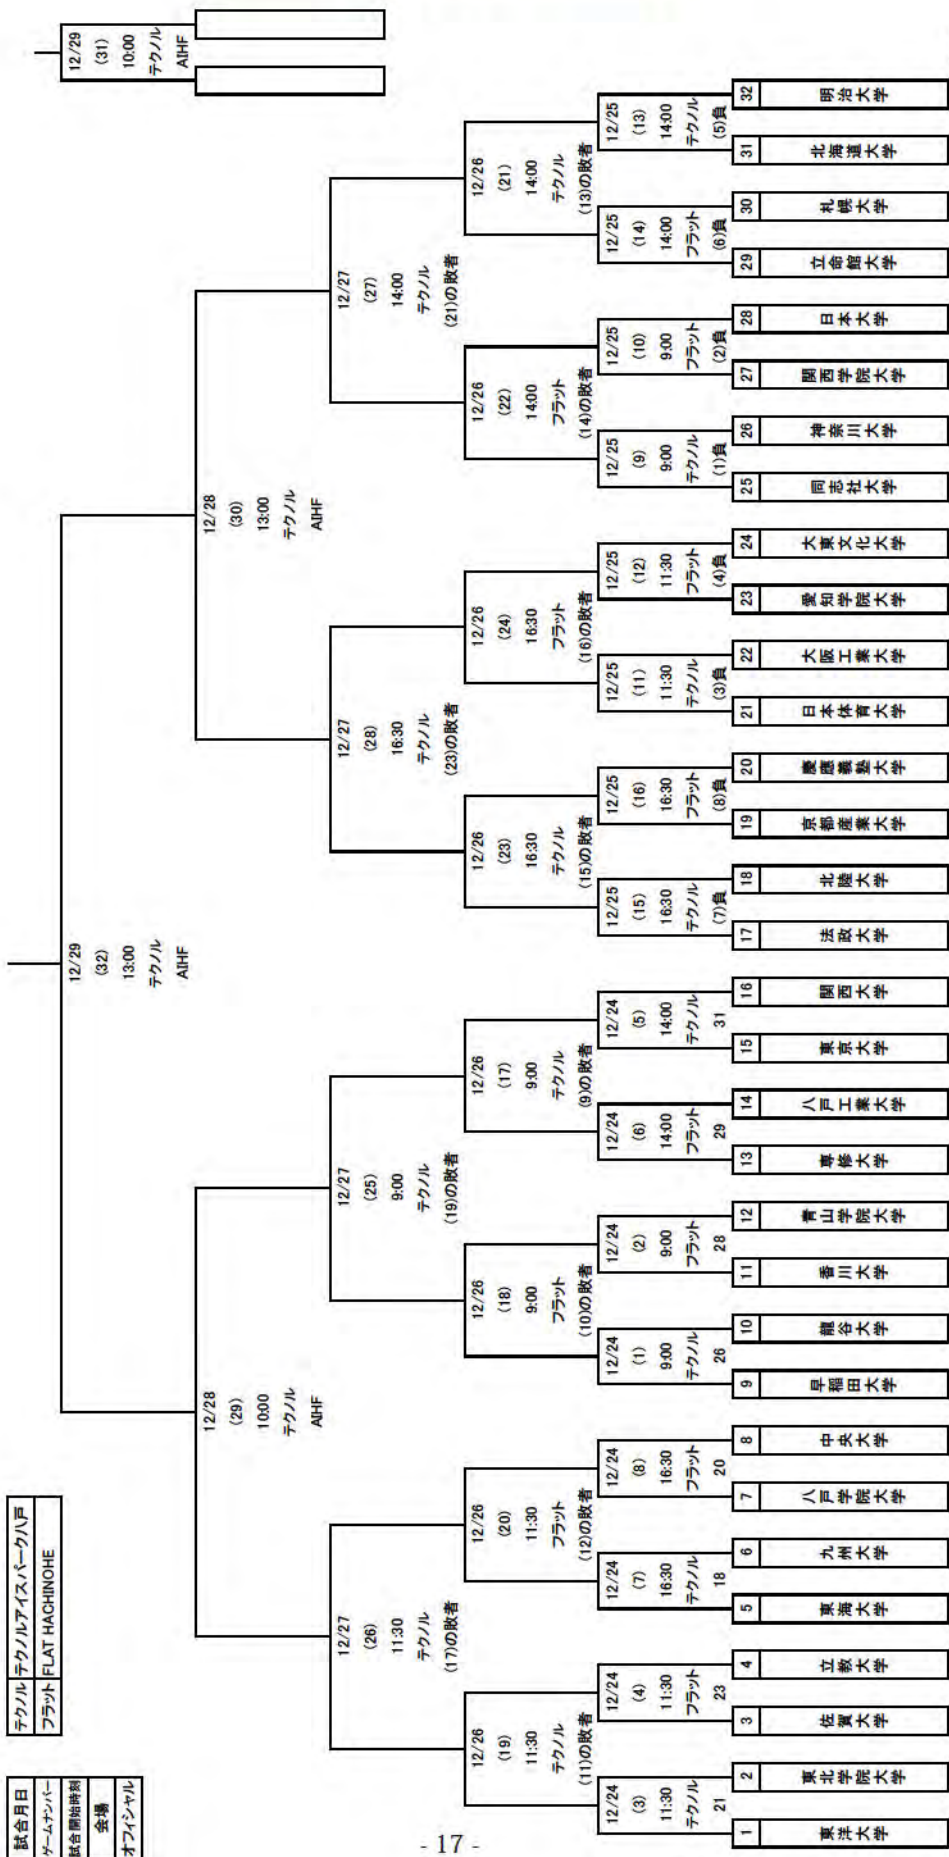 試合月日
ゲームナンバー
試合開始時刻
会場
オフィシャル
テクノル テクノルアイスパーク八戸
フラット FLAT HACHINOHE
12/29
(31)
10:00
テクノル
AIHF
12/29
(32)
13:00
テクノル
AIHF
12/28
(29)
10:00
テクノル
AIHF
12/28
(30)
13:00
テクノル
AIHF
12/27
(26)
11:30
テクノル
(17)の敗者
12/27
(25)
9:00
テクノル
(19)の敗者
12/27
(28)
16:30
テクノル
(23)の敗者
12/27
(27)
14:00
テクノル
(21)の敗者
12/26
(19)
11:30
テクノル
(11)の敗者
12/26
(20)
11:30
フラット
(12)の敗者
12/26
(18)
9:00
フラット
(10)の敗者
12/26
(17)
9:00
テクノル
(9)の敗者
12/26
(23)
16:30
テクノル
(15)の敗者
12/26
(24)
16:30
フラット
(16)の敗者
12/26
(22)
14:00
フラット
(14)の敗者
12/26
(21)
14:00
テクノル
(13)の敗者
12/24
(3)
11:30
テクノル
21
12/24
(4)
11:30
フラット
23
12/24
(7)
16:30
テクノル
18
12/24
(8)
16:30
フラット
20
12/24
(1)
9:00
テクノル
26
12/24
(2)
9:00
フラット
28
12/24
(6)
14:00
フラット
29
12/24
(5)
14:00
テクノル
31
12/25
(15)
16:30
テクノル
(7)負
12/25
(16)
16:30
フラット
(8)負
12/25
(11)
11:30
テクノル
(3)負
12/25
(12)
11:30
フラット
(4)負
12/25
(9)
9:00
テクノル
(1)負
12/25
(10)
9:00
フラット
(2)負
12/25
(14)
14:00
フラット
(6)負
12/25
(13)
14:00
テクノル
(5)負
1 東洋大学
2 東北学院大学
3 佐賀大学
4 立教大学
5 東海大学
6 九州大学
7 八戸学院大学
8 中央大学
9 早稲田大学
10 龍谷大学
11 香川大学
12 青山学院大学
13 専修大学
14 八戸工業大学
15 東京大学
16 関西大学
17 法政大学
18 北陸大学
19 京都産業大学
20 慶應義塾大学
21 日本体育大学
22 大阪工業大学
23 愛知学院大学
24 大東文化大学
25 同志社大学
26 神奈川大学
27 関西学院大学
28 日本大学
29 立命館大学
30 札幌大学
31 北海道大学
32 明治大学
- 17 -